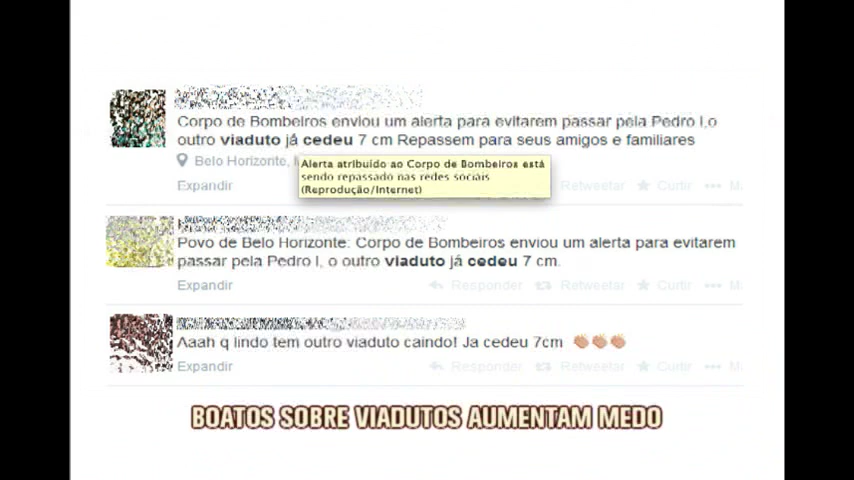 Corpo de Bombeiros enviou um alerta para evitarem passar pela Pedro I,o
outro viaduto já cedeu 7 cm Repassem para seus amigos e familiares
Belo Horizonte,
Alerta atribuído ao Corpo de Bombeiros está
sendo repassado nas redes sociais
(Reprodução/Internet)
Expandir Retweetar Curtir
Povo de Belo Horizonte: Corpo de Bombeiros enviou um alerta para evitarem
passar pela Pedro I, o outro viaduto já cedeu 7 cm.
Expandir Responder Retweetar Curtir
Aaah q lindo tem outro viaduto caindo! Ja cedeu 7cm
Expandir Responder Retweetar Curtir
BOATOS SOBRE VIADUTOS AUMENTAM MEDO